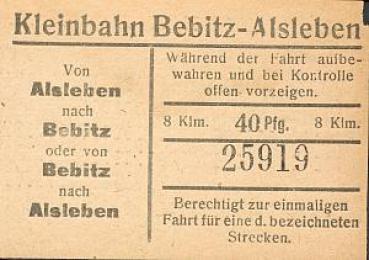 Kleinbahn Bebitz-Alsleben
Von
Alsleben
nach
Bebitz
oder von
Bebitz
nach
Alsleben
Während der Fahrt aufbe-
wahren und bei Kontrolle
offen vorzeigen.
8 Klm. 40 Pfg. 8 Klm.
25919
Berechtigt zur einmaligen
Fahrt für eine d. bezeichneten
Strecken.